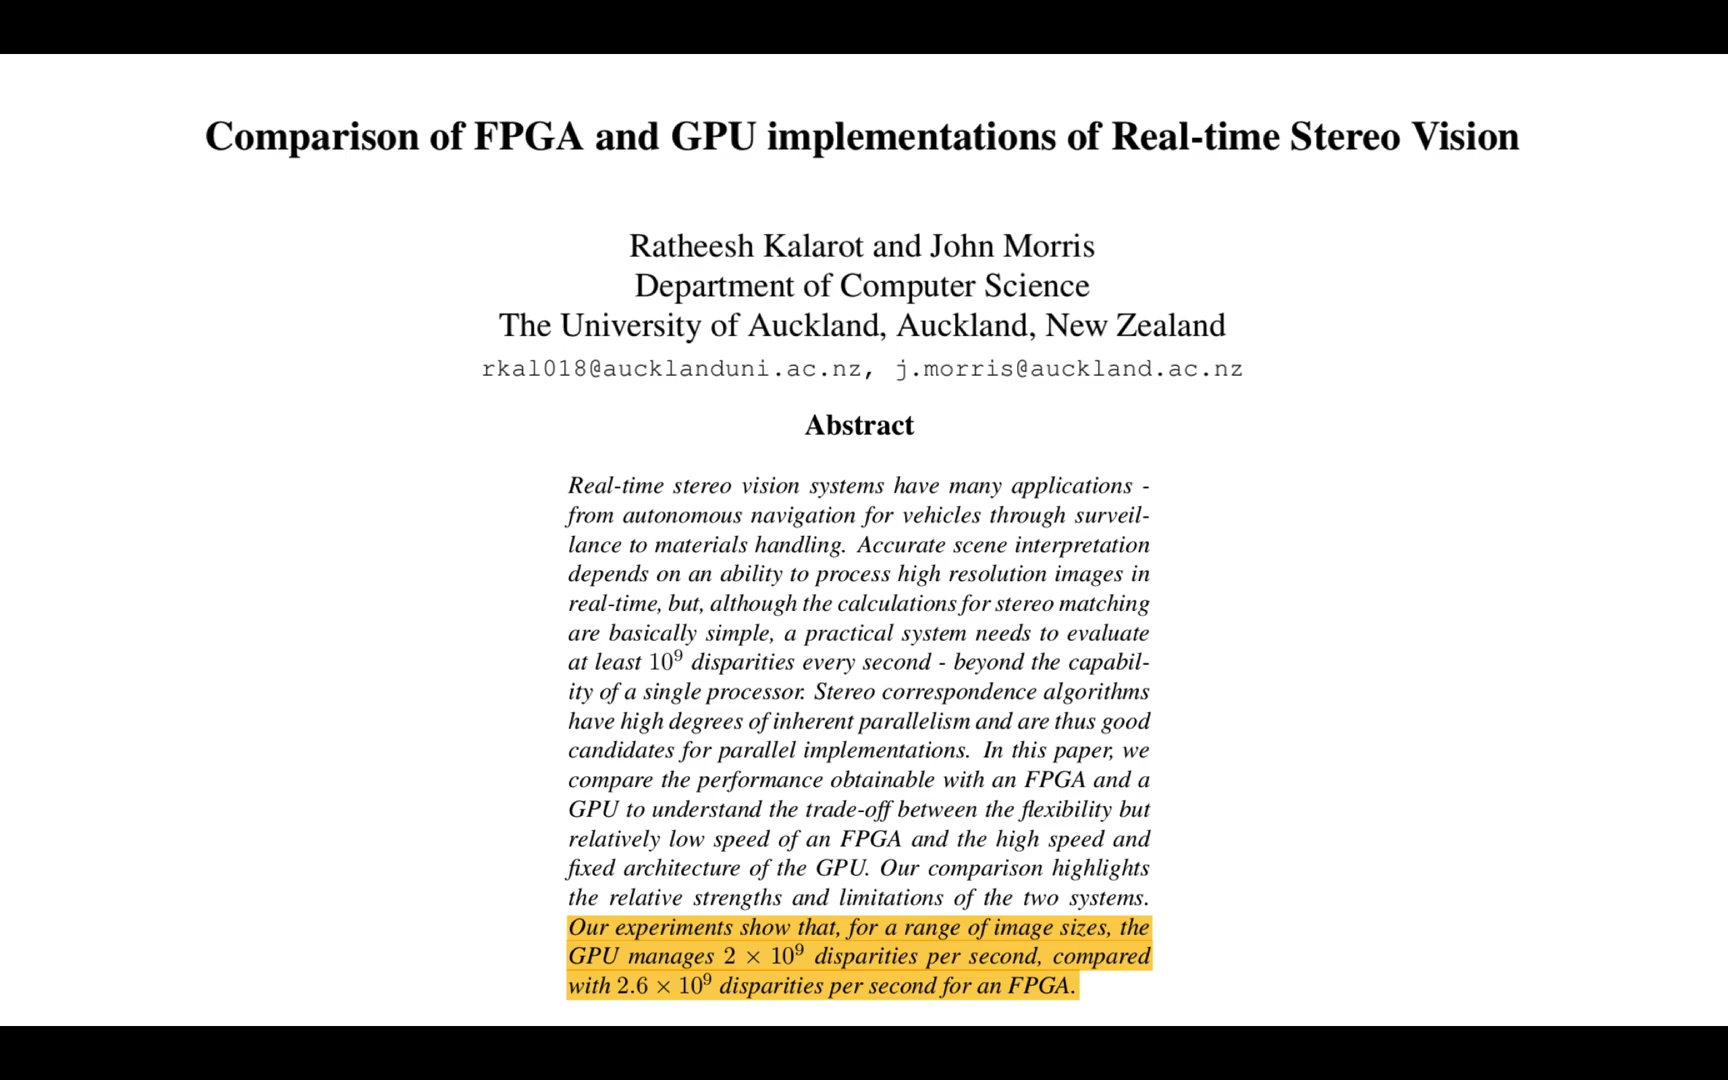 Comparison of FPGA and GPU implementations of Real-time Stereo Vision
Ratheesh Kalarot and John Morris
Department of Computer Science
The University of Auckland, Auckland, New Zealand
rkal018@aucklanduni.ac.nz, j.morris@auckland.ac.nz
Abstract
Real-time stereo vision systems have many applications -
from autonomous navigation for vehicles through surveil-
lance to materials handling. Accurate scene interpretation
depends on an ability to process high resolution images in
real-time, but, although the calculations for stereo matching
are basically simple, a practical system needs to evaluate
at least 10⁹ disparities every second - beyond the capabil-
ity of a single processor. Stereo correspondence algorithms
have high degrees of inherent parallelism and are thus good
candidates for parallel implementations. In this paper, we
compare the performance obtainable with an FPGA and a
GPU to understand the trade-off between the flexibility but
relatively low speed of an FPGA and the high speed and
fixed architecture of the GPU. Our comparison highlights
the relative strengths and limitations of the two systems.
Our experiments show that, for a range of image sizes, the
GPU manages 2 × 10⁹ disparities per second, compared
with 2.6 × 10⁹ disparities per second for an FPGA.